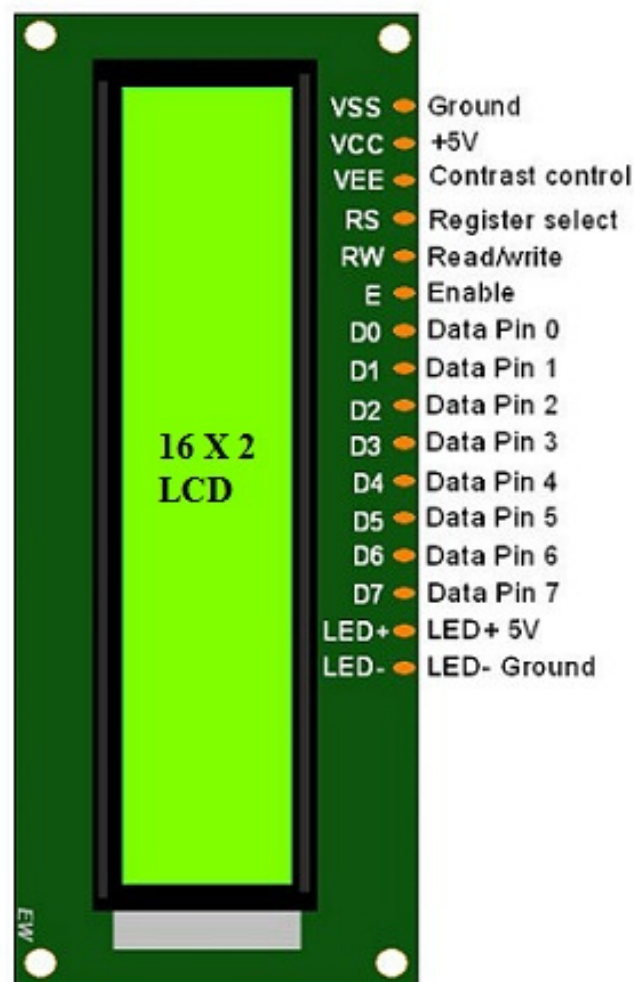 VSS Ground
VCC +5V
VEE Contrast control
RS Register select
RW Read/write
E Enable
D0 Data Pin 0
D1 Data Pin 1
D2 Data Pin 2
D3 Data Pin 3
16 X 2
LCD
D4 Data Pin 4
D5 Data Pin 5
D6 Data Pin 6
D7 Data Pin 7
LED+ LED+ 5V
LED- LED- Ground
EW